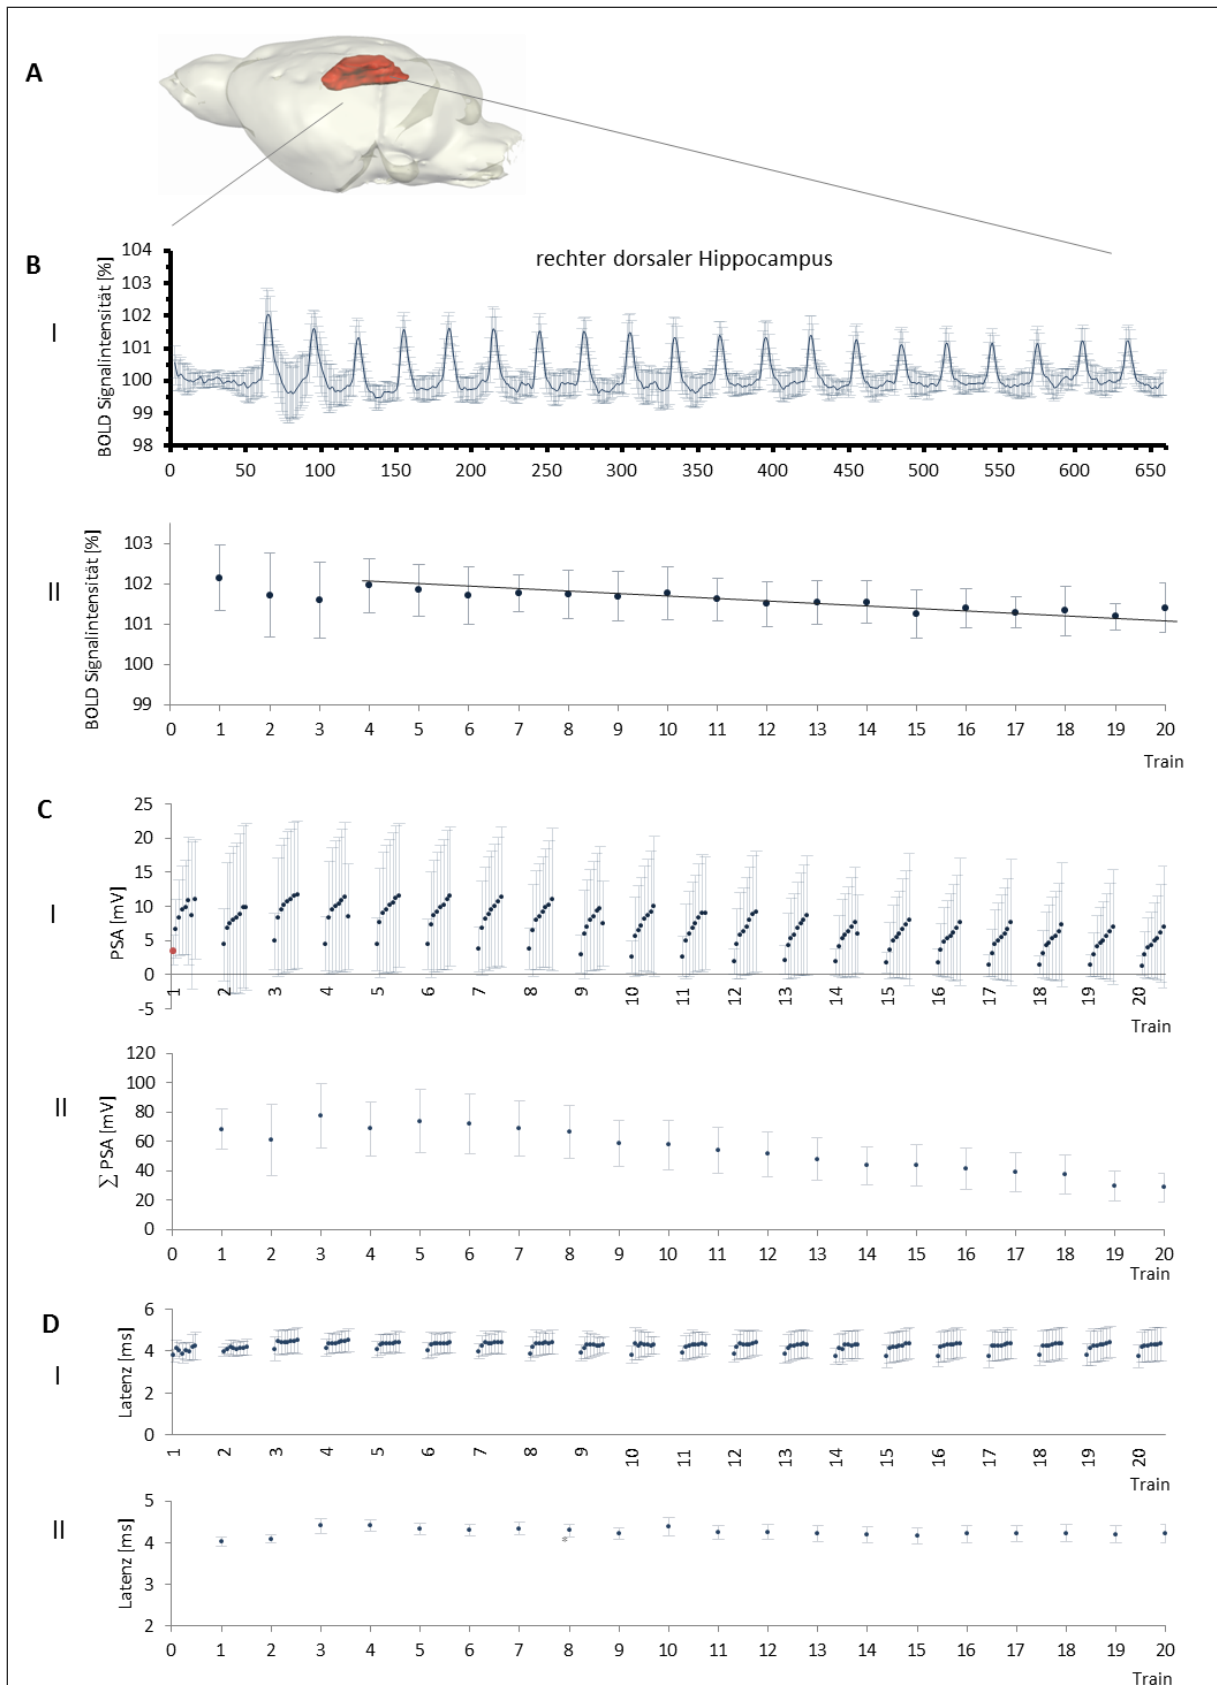 A
B
rechter dorsaler Hippocampus
I
BOLD Signalintensität [%]
104
103
102
101
100
99
98
0 50 100 150 200 250 300 350 400 450 500 550 600 650
II
BOLD Signalintensität [%]
103
102
101
100
99
0 1 2 3 4 5 6 7 8 9 10 11 12 13 14 15 16 17 18 19 20
Train
C
I
PSA [mV]
25
20
15
10
5
0
-5
1 2 3 4 5 6 7 8 9 10 11 12 13 14 15 16 17 18 19 20
Train
II
∑ PSA [mV]
120
100
80
60
40
20
0
0 1 2 3 4 5 6 7 8 9 10 11 12 13 14 15 16 17 18 19 20
Train
D
I
Latenz [ms]
6
4
2
0
1 2 3 4 5 6 7 8 9 10 11 12 13 14 15 16 17 18 19 20
Train
II
Latenz [ms]
5
4
3
2
*
0 1 2 3 4 5 6 7 8 9 10 11 12 13 14 15 16 17 18 19 20
Train